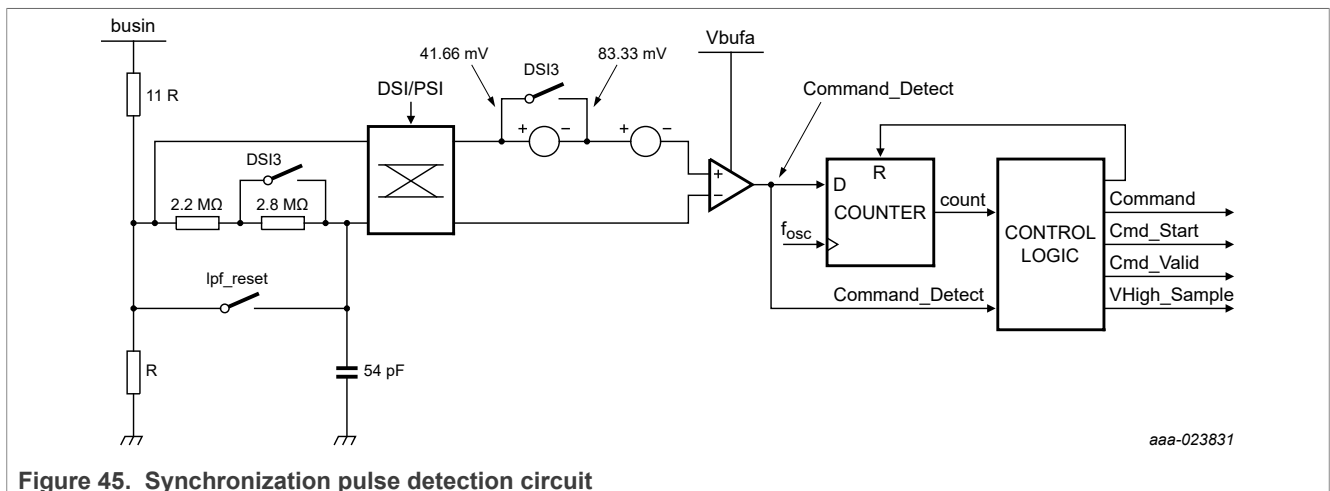 busin
11 R
DSI3
2.2 MΩ
2.8 MΩ
lpf_reset
R
54 pF
DSI/PSI
41.66 mV
83.33 mV
DSI3
+
-
+
-
Vbufa
+
-
Command_Detect
D
R
COUNTER
fosc
count
Command_Detect
CONTROL
LOGIC
Command
Cmd_Start
Cmd_Valid
VHigh_Sample
aaa-023831
Figure 45. Synchronization pulse detection circuit